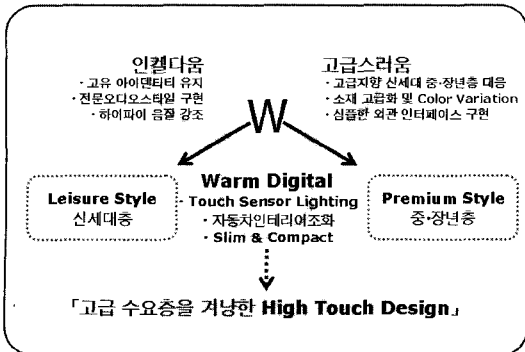 인켈다움
· 고유 아이덴티티 유지
· 전문오디오스타일 구현
· 하이파이 음질 강조
고급스러움
· 고급지향 신세대 중·장년층 대응
· 소재 고급화 및 Color Variation
· 심플한 외관 인터페이스 구현
W
Leisure Style
신세대층
Warm Digital
· Touch Sensor Lighting
· 자동차인테리어조화
· Slim & Compact
Premium Style
중·장년층
「고급 수요층을 겨냥한 High Touch Design」